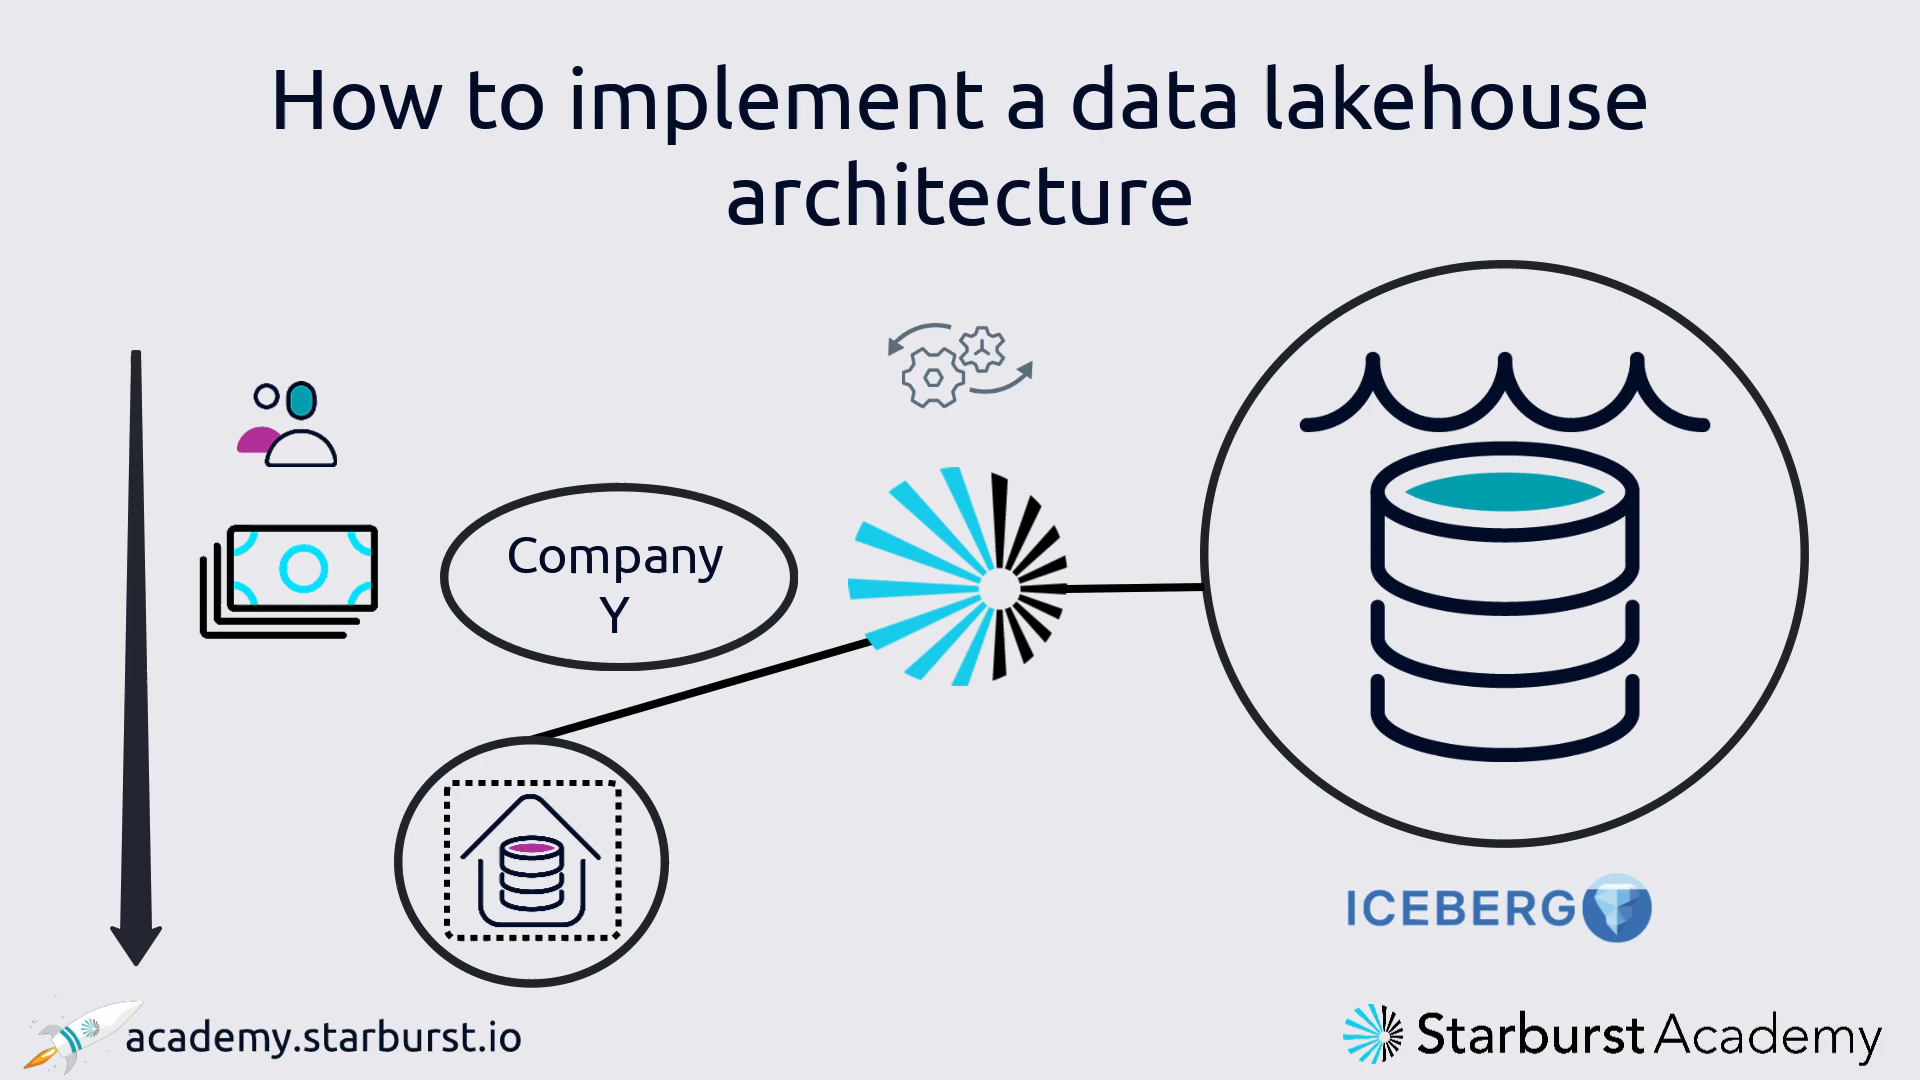 How to implement a data lakehouse
architecture
Company
Y
ICEBERG
academy.starburst.io
Starburst Academy